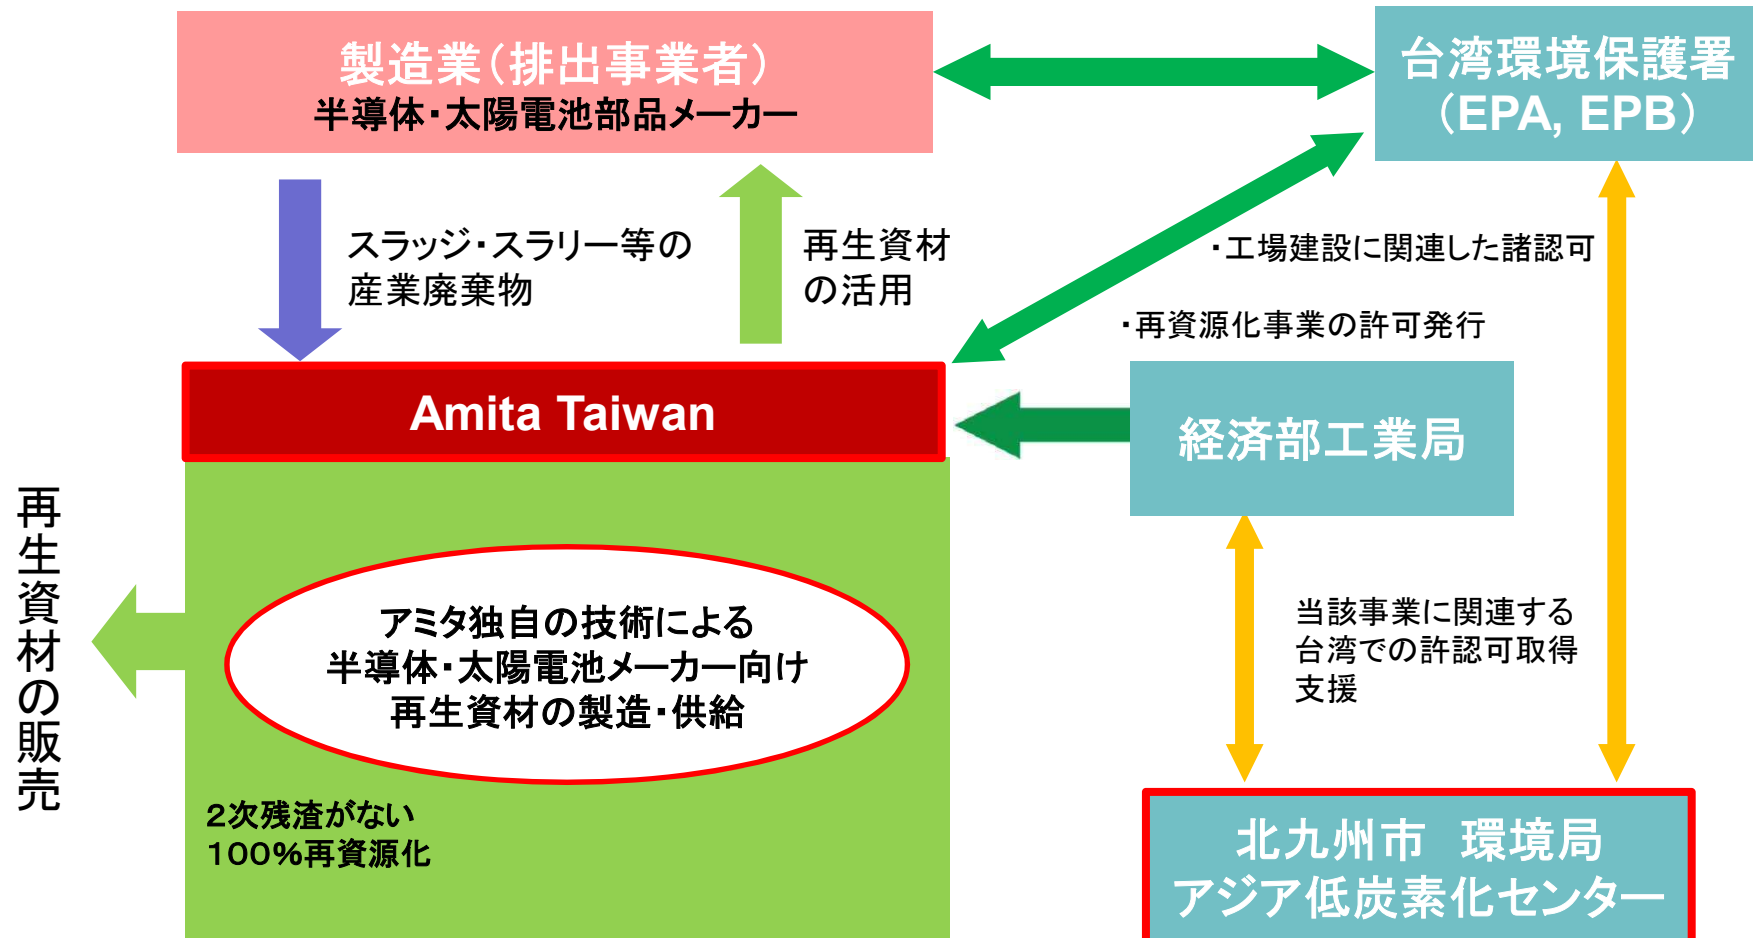 製造業（排出事業者）
半導体・太陽電池部品メーカー
台湾環境保護署
（EPA, EPB）
スラッジ・スラリー等の
産業廃棄物
再生資材
の活用
・工場建設に関連した諸認可
・再資源化事業の許可発行
Amita Taiwan
経済部工業局
再生資材の販売
アミタ独自の技術による
半導体・太陽電池メーカー向け
再生資材の製造・供給
２次残渣がない
１００％再資源化
当該事業に関連する
台湾での許認可取得
支援
北九州市　環境局
アジア低炭素化センター